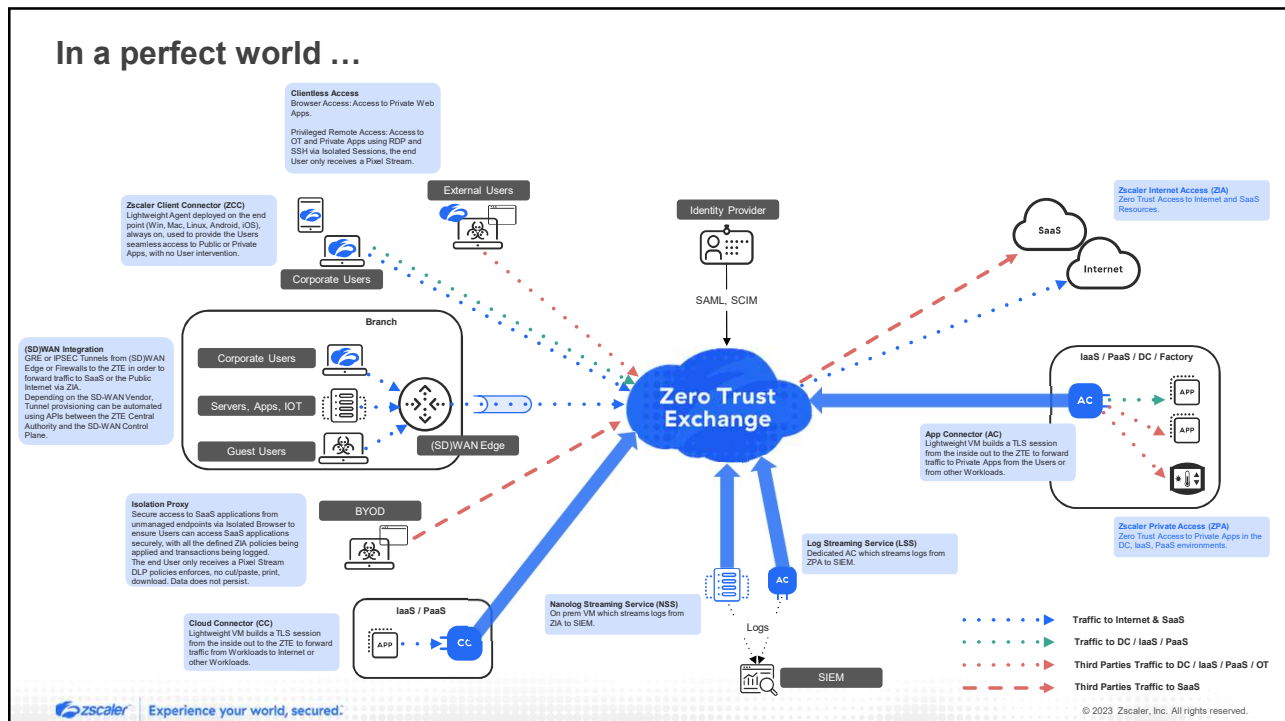 In a perfect world ...
Clientless Access
Browser Access: Access to Private Web
Apps.
Privileged Remote Access: Access to
OT and Private Apps using RDP and
SSH via Isolated Sessions, the end
User only receives a Pixel Stream.
External Users
Zscaler Client Connector (ZCC)
Lightweight Agent deployed on the end
point (Win, Mac, Linux, Android, iOS),
always on, used to provide the Users
seamless access to Public or Private
Apps, with no User intervention.
Corporate Users
Identity Provider
SAML, SCIM
Zscaler Internet Access (ZIA)
Zero Trust Access to Internet and SaaS
Resources.
SaaS
Internet
Branch
(SD)WAN Integration
GRE or IPSEC Tunnels from (SD)WAN
Edge or Firewalls to the ZTE in order to
forward traffic to SaaS or the Public
Internet via ZIA.
Depending on the SD-WAN Vendor,
Tunnel provisioning can be automated
using APIs between the ZTE Central
Authority and the SD-WAN Control
Plane.
Corporate Users
Servers, Apps, IOT
Guest Users
(SD)WAN Edge
Zero Trust
Exchange
IaaS / PaaS / DC / Factory
AC
APP
APP
App Connector (AC)
Lightweight VM builds a TLS session
from the inside out to the ZTE to forward
traffic to Private Apps from the Users or
from other Workloads.
Zscaler Private Access (ZPA)
Zero Trust Access to Private Apps in the
DC, IaaS, PaaS environments.
Isolation Proxy
Secure access to SaaS applications from
unmanaged endpoints via Isolated Browser to
ensure Users can access SaaS applications
securely, with all the defined ZIA policies being
applied and transactions being logged.
The end User only receives a Pixel Stream
DLP policies enforces, no cut/paste, print,
download. Data does not persist.
BYOD
Log Streaming Service (LSS)
Dedicated AC which streams logs from
ZPA to SIEM.
AC
Nanolog Streaming Service (NSS)
On prem VM which streams logs from
ZIA to SIEM.
Logs
SIEM
IaaS / PaaS
Cloud Connector (CC)
Lightweight VM builds a TLS session
from the inside out to the ZTE to forward
traffic from Workloads to Internet or
other Workloads.
APP
CC
Traffic to Internet & SaaS
Traffic to DC / IaaS / PaaS
Third Parties Traffic to DC / IaaS / PaaS / OT
Third Parties Traffic to SaaS
zscaler™ Experience your world, secured.™
© 2023 Zscaler, Inc. All rights reserved.